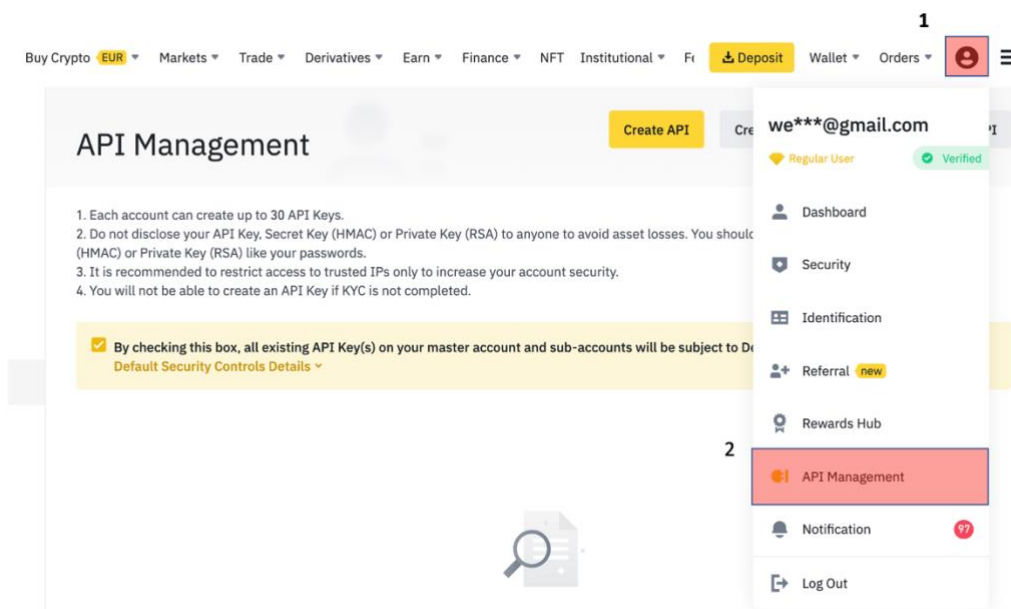 1
Buy Crypto EUR Markets Trade Derivatives Earn Finance NFT Institutional Deposit Wallet Orders
API Management
Create API
we***@gmail.com
Regular User Verified
1. Each account can create up to 30 API Keys.
2. Do not disclose your API Key, Secret Key (HMAC) or Private Key (RSA) to anyone to avoid asset losses. You
(HMAC) or Private Key (RSA) like your passwords.
3. It is recommended to restrict access to trusted IPs only to increase your account security.
4. You will not be able to create an API Key if KYC is not completed.
By checking this box, all existing API Key(s) on your master account and sub-accounts will be subject to
Default Security Controls Details
Dashboard
Security
Identification
Referral new
Rewards Hub
2
API Management
Notification 97
Log Out